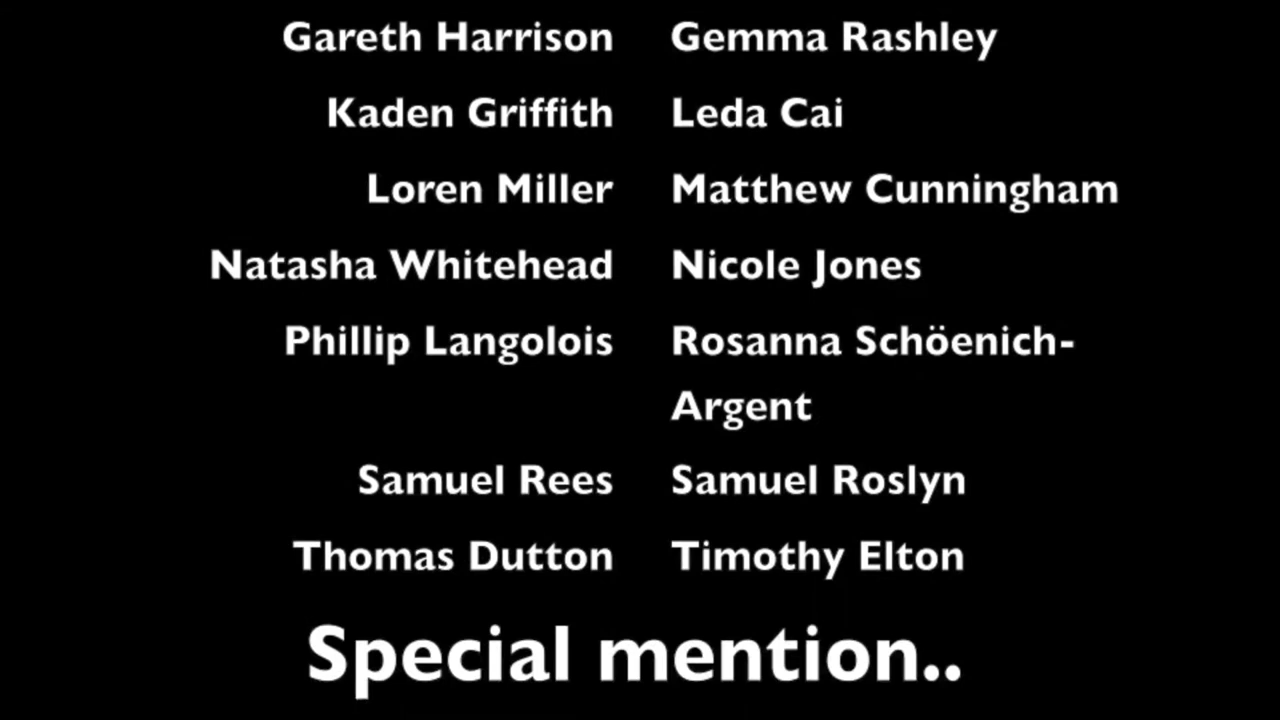 Gareth Harrison Gemma Rashley
Kaden Griffith Leda Cai
Loren Miller Matthew Cunningham
Natasha Whitehead Nicole Jones
Phillip Langolois Rosanna Schöenich-
Argent
Samuel Rees Samuel Roslyn
Thomas Dutton Timothy Elton
Special mention..